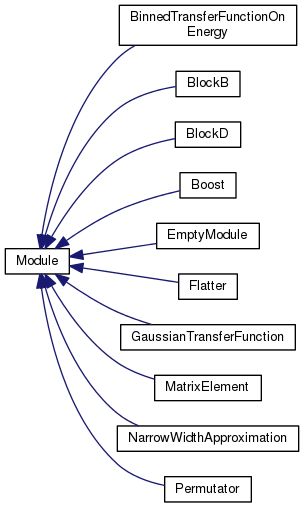 BinnedTransferFunctionOn
Energy
BlockB
BlockD
Boost
EmptyModule
Module
Flatter
GaussianTransferFunction
MatrixElement
NarrowWidthApproximation
Permutator